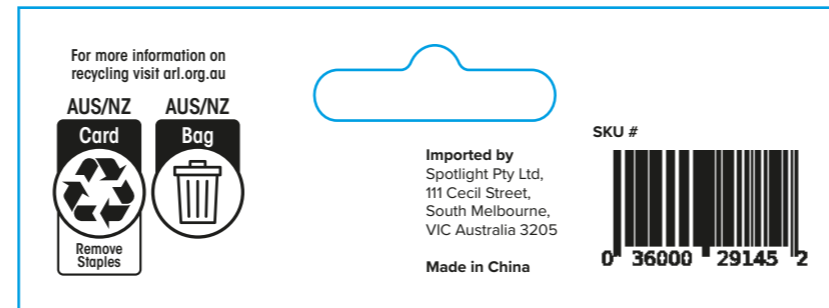 For more information on
recycling visit arl.org.au
AUS/NZ
Card
Remove
Staples
AUS/NZ
Bag
Imported by
Spotlight Pty Ltd,
111 Cecil Street,
South Melbourne,
VIC Australia 3205
Made in China
SKU #
0 36000 29145 2